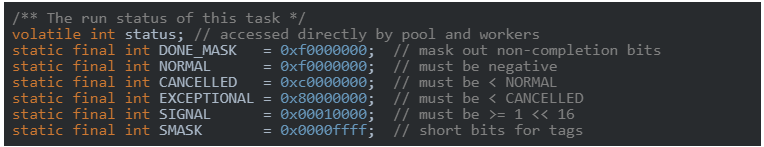 /** The run status of this task */
volatile int status; // accessed directly by pool and workers
static final int DONE_MASK   = 0xf0000000;  // mask out non-completion bits
static final int NORMAL      = 0xf0000000;  // must be negative
static final int CANCELLED   = 0xc0000000;  // must be < NORMAL
static final int EXCEPTIONAL = 0x80000000;  // must be < CANCELLED
static final int SIGNAL      = 0x00010000;  // must be >= 1 << 16
static final int SMASK       = 0x0000ffff;  // short bits for tags